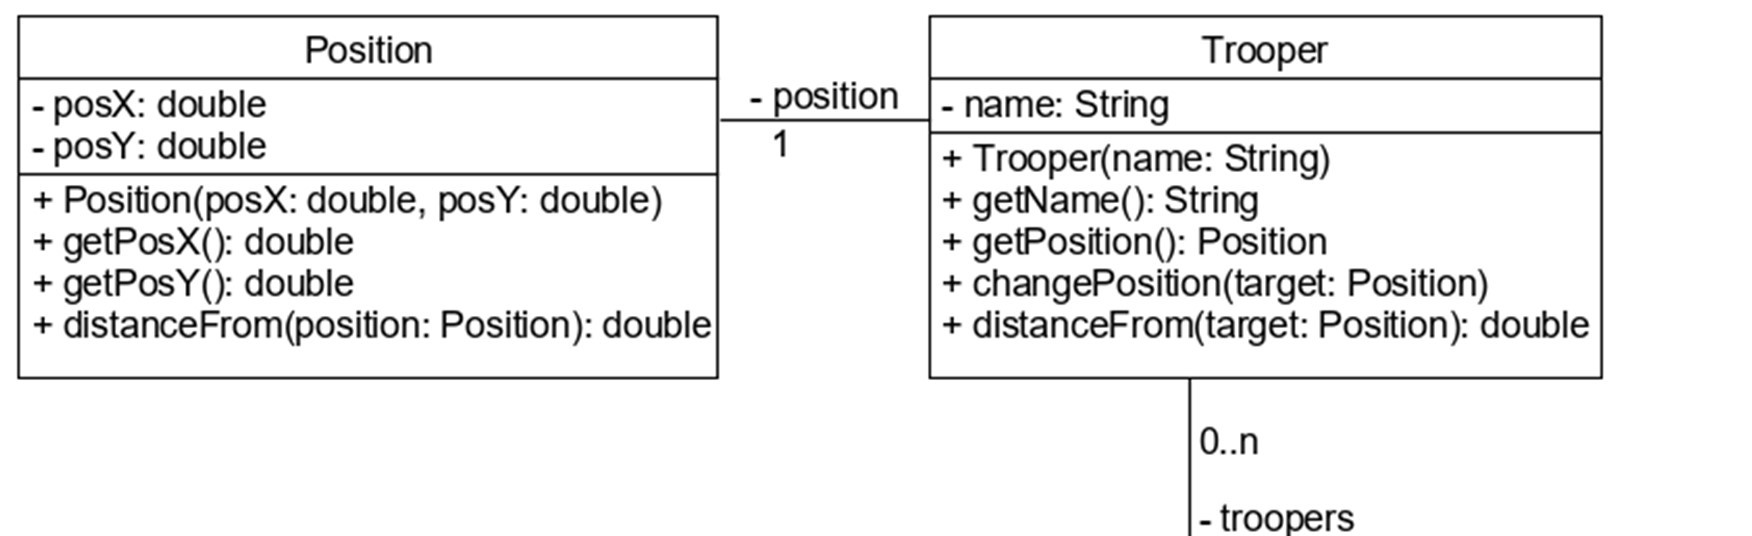 Position
- posX: double
- posY: double
+ Position(posX: double, posY: double)
+ getPosX(): double
+ getPosY(): double
+ distanceFrom(position: Position): double
- position
1
Trooper
- name: String
+ Trooper(name: String)
+ getName(): String
+ getPosition(): Position
+ changePosition(target: Position)
+ distanceFrom(target: Position): double
0..n
- troopers